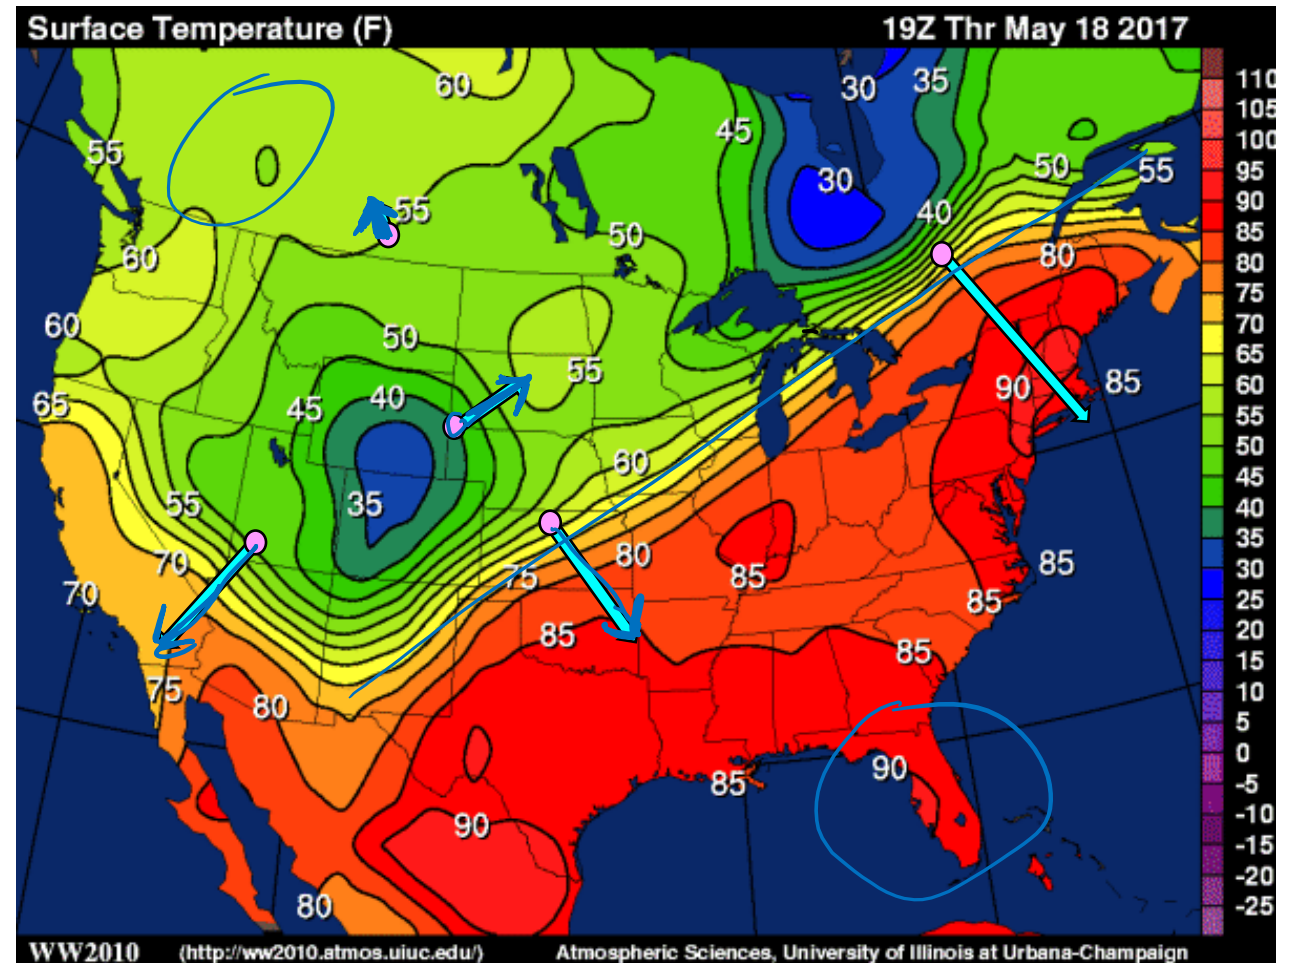 Surface Temperature (F) 19Z Thr May 18 2017
60 30 35 110
105
45 100
55 95
50 55
30 90
55 40 85
50
60 80 80
75
60 50 70
55 65
40 90 85 60
65 45 55
60 50
55 35 45
70 75 80 85 85 40
70 35
85 85 30
85 25
75 80 20
15
10
90 5
85 0
90 -5
-10
-15
80 -20
-25
WW2010 (http://ww2010.atmos.uiuc.edu/) Atmospheric Sciences, University of Illinois at Urbana-Champaign